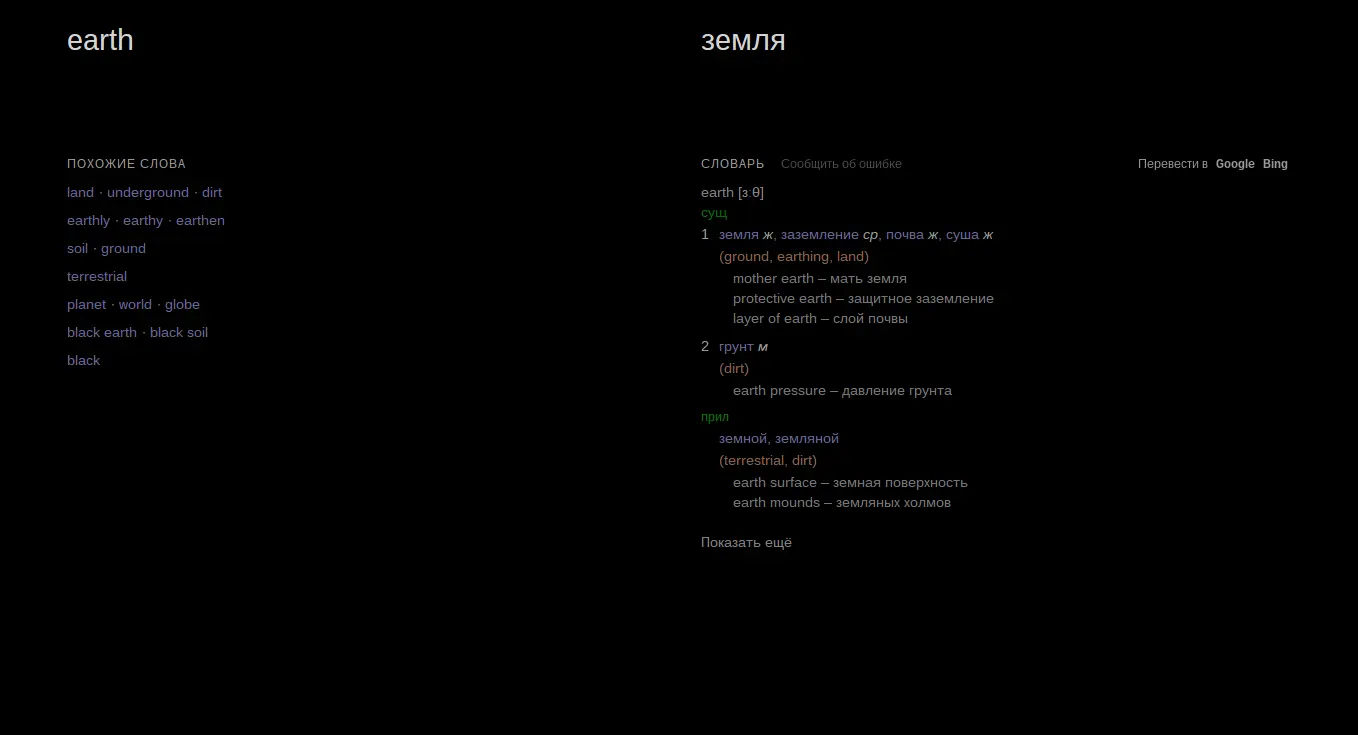 earth
земля
ПОХОЖИЕ СЛОВА
land · underground · dirt
earthly · earthy · earthen
soil · ground
terrestrial
planet · world · globe
black earth · black soil
black
СЛОВАРЬ Сообщить об ошибке Перевести в Google Bing
earth [ɜːθ]
сущ
1 земля ж, заземление ср, почва ж, суша ж
(ground, earthing, land)
mother earth – мать земля
protective earth – защитное заземление
layer of earth – слой почвы
2 грунт м
(dirt)
earth pressure – давление грунта
прил
земной, земляной
(terrestrial, dirt)
earth surface – земная поверхность
earth mounds – земляных холмов
Показать ещё